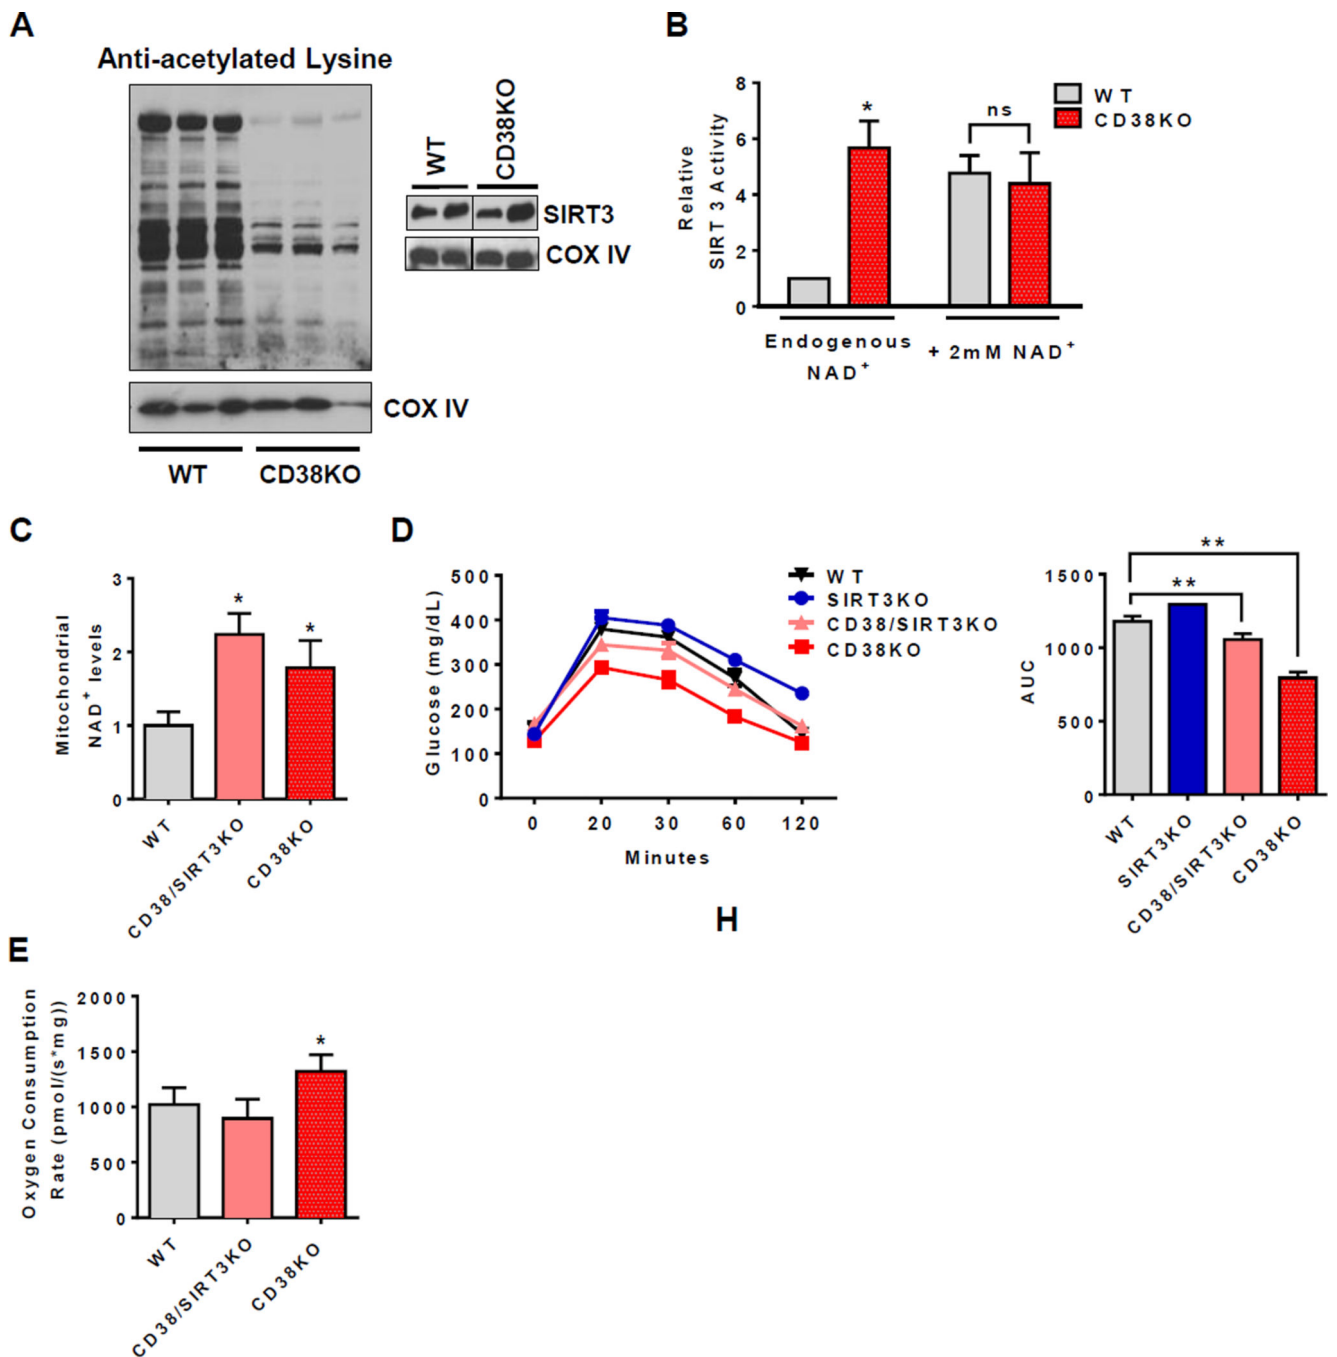 A
Anti-acetylated Lysine
COX IV
WT CD38KO
WT CD38KO
SIRT3
COX IV
B
Relative
SIRT 3 Activity
8
6
4
2
0
*
ns
WT
CD38KO
Endogenous
NAD+
+ 2mM NAD+
C
Mitochondrial
NAD+ levels
3
2
1
0
*
*
WT
CD38/SIRT3KO
CD38KO
D
Glucose (mg/dL)
500
400
300
200
100
0
0 20 30 60 120
Minutes
WT
SIRT3KO
CD38/SIRT3KO
CD38KO
AUC
1500
1000
500
0
**
**
WT
SIRT3KO
CD38/SIRT3KO
CD38KO
H
E
Oxygen Consumption
Rate (pmol/(s*mg))
2000
1500
1000
500
0
*
WT
CD38/SIRT3KO
CD38KO